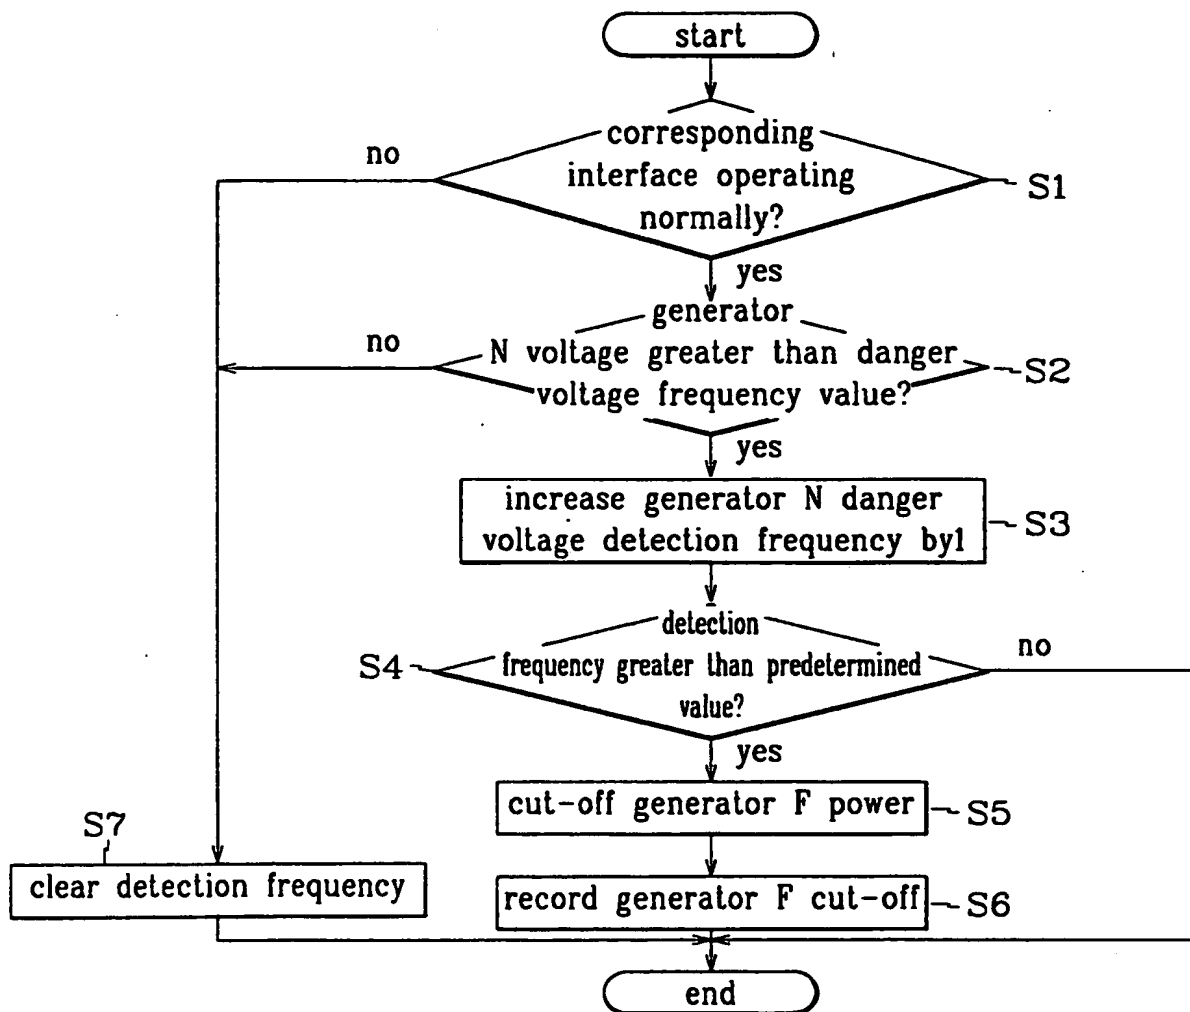 start
corresponding
interface operating
normally?
no
S1
yes
generator
N voltage greater than danger
voltage frequency value?
no
S2
yes
increase generator N danger
voltage detection frequency by1
S3
detection
frequency greater than predetermined
value?
S4
no
yes
cut-off generator F power
S5
S7
clear detection frequency
record generator F cut-off
S6
end